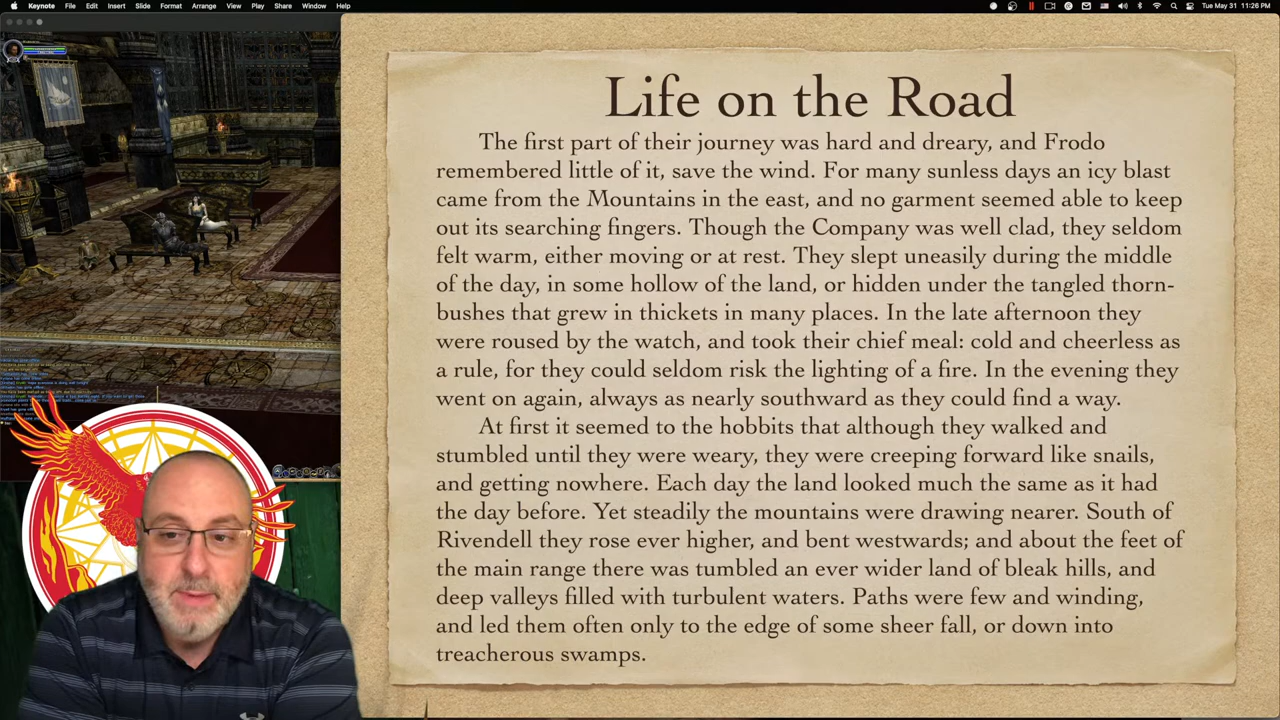 Keynote File Edit Insert Slide Format Arrange View Play Share Window Help
Tue May 31 11:26 PM
Life on the Road
The first part of their journey was hard and dreary, and Frodo
remembered little of it, save the wind. For many sunless days an icy blast
came from the Mountains in the east, and no garment seemed able to keep
out its searching fingers. Though the Company was well clad, they seldom
felt warm, either moving or at rest. They slept uneasily during the middle
of the day, in some hollow of the land, or hidden under the tangled thorn-
bushes that grew in thickets in many places. In the late afternoon they
were roused by the watch, and took their chief meal: cold and cheerless as
a rule, for they could seldom risk the lighting of a fire. In the evening they
went on again, always as nearly southward as they could find a way.
At first it seemed to the hobbits that although they walked and
stumbled until they were weary, they were creeping forward like snails,
and getting nowhere. Each day the land looked much the same as it had
the day before. Yet steadily the mountains were drawing nearer. South of
Rivendell they rose ever higher, and bent westwards; and about the feet of
the main range there was tumbled an ever wider land of bleak hills, and
deep valleys filled with turbulent waters. Paths were few and winding,
and led them often only to the edge of some sheer fall, or down into
treacherous swamps.